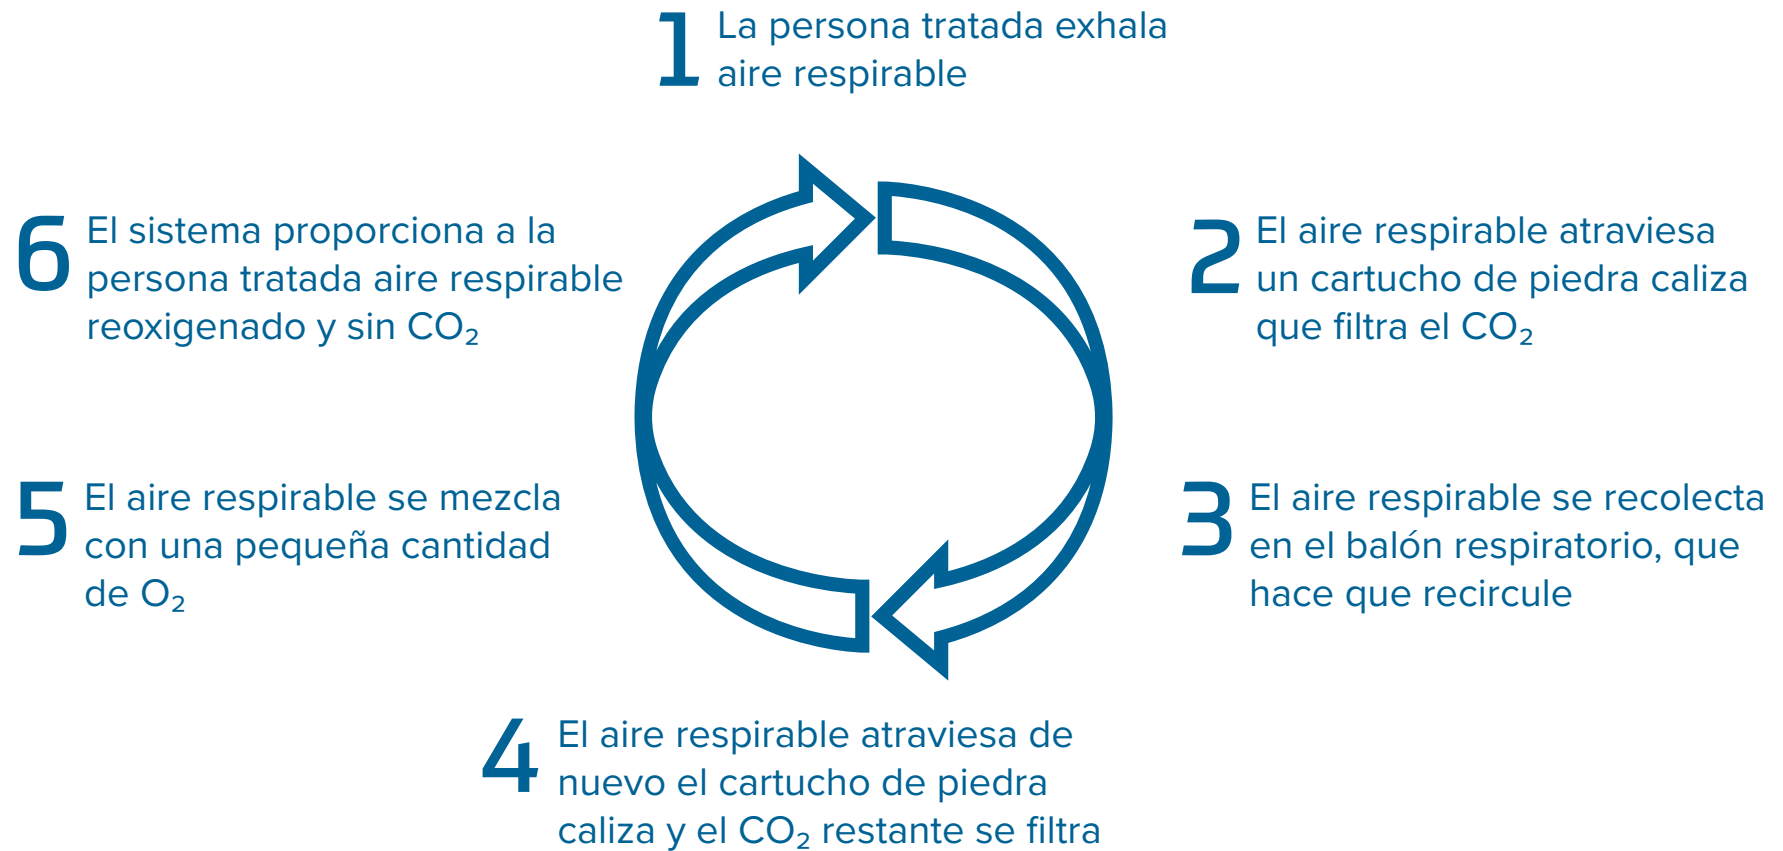 1 La persona tratada exhala
aire respirable
2 El aire respirable atraviesa
un cartucho de piedra caliza
que filtra el CO₂
3 El aire respirable se recolecta
en el balón respiratorio, que
hace que recircule
4 El aire respirable atraviesa de
nuevo el cartucho de piedra
caliza y el CO₂ restante se filtra
5 El aire respirable se mezcla
con una pequeña cantidad
de O₂
6 El sistema proporciona a la
persona tratada aire respirable
reoxigenado y sin CO₂